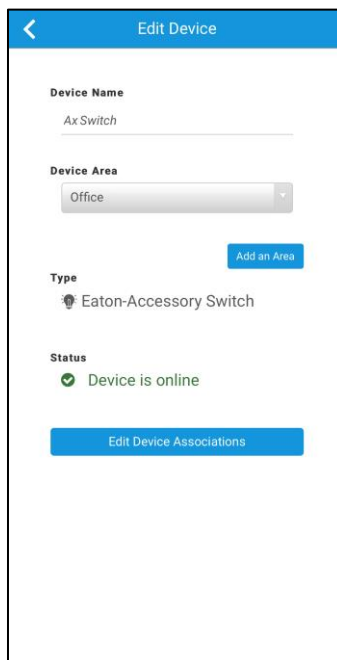 Edit Device
Device Name
Ax Switch
Device Area
Office
Add an Area
Type
Eaton-Accessory Switch
Status
Device is online
Edit Device Associations